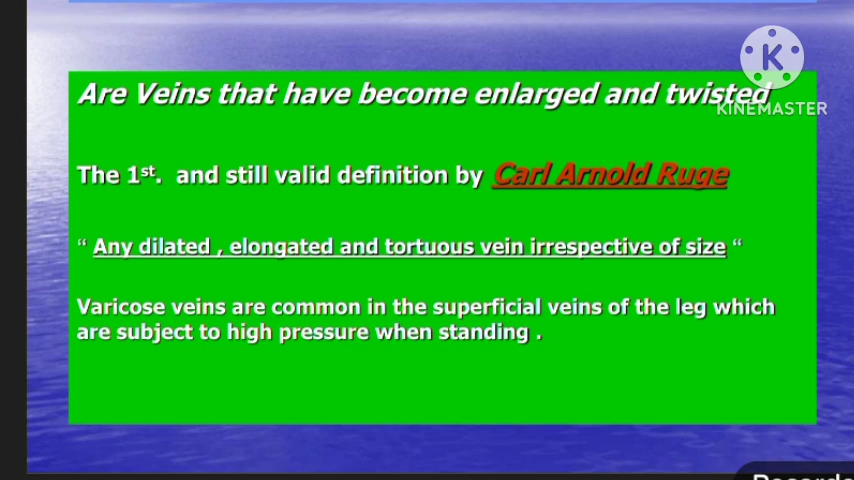 Are Veins that have become enlarged and twisted
KINEMASTER
The 1st. and still valid definition by Carl Arnold Ruge
“ Any dilated , elongated and tortuous vein irrespective of size “
Varicose veins are common in the superficial veins of the leg which
are subject to high pressure when standing .